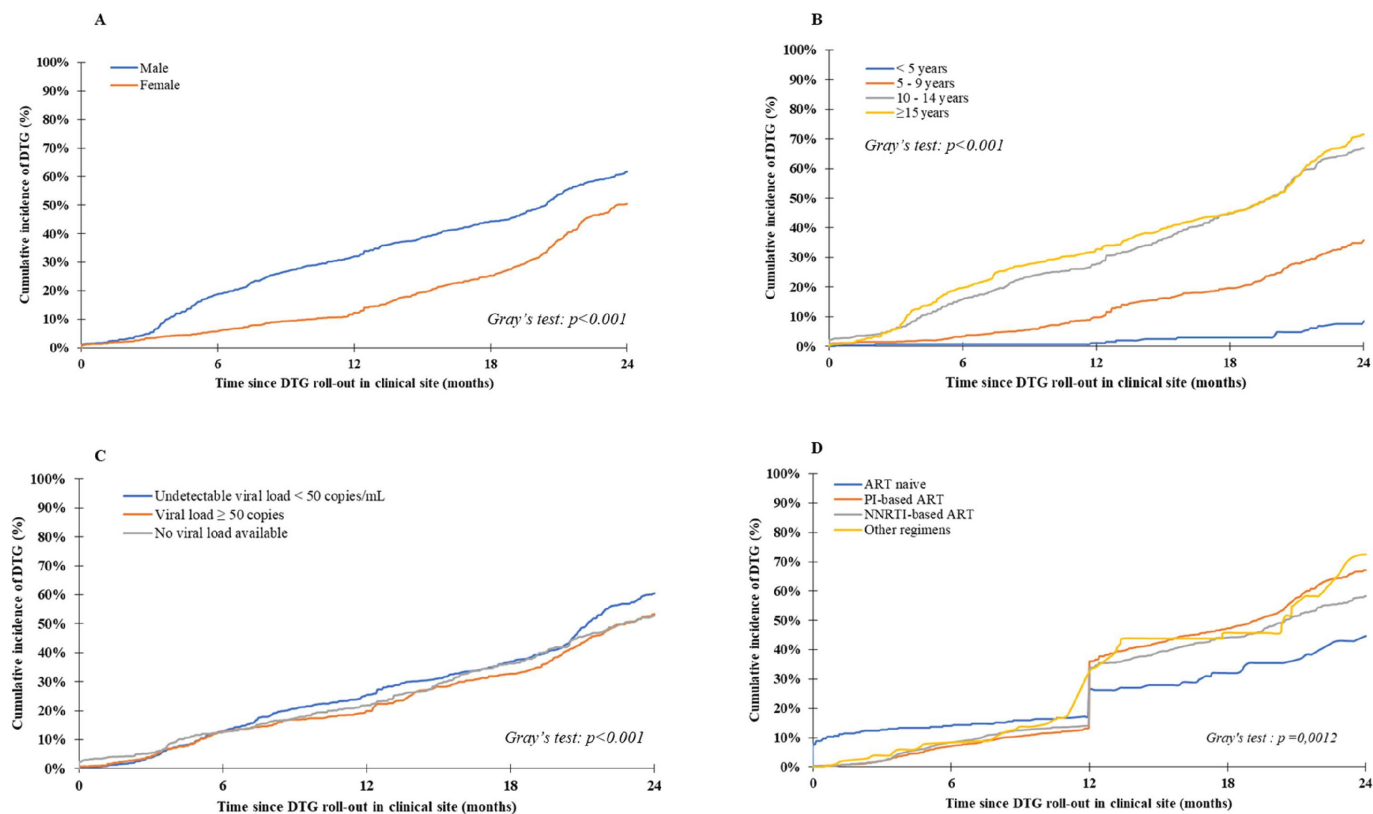 A
Cumulative incidence of DTG (%)
100%
90%
80%
70%
60%
50%
40%
30%
20%
10%
0%
Male
Female
Gray's test: p<0.001
0
6
12
18
24
Time since DTG roll-out in clinical site (months)
B
Cumulative incidence of DTG (%)
100%
90%
80%
70%
60%
50%
40%
30%
20%
10%
0%
< 5 years
5 - 9 years
10 - 14 years
≥15 years
Gray's test: p<0.001
0
6
12
18
24
Time since DTG roll-out in clinical site (months)
C
Cumulative incidence of DTG (%)
100%
90%
80%
70%
60%
50%
40%
30%
20%
10%
0%
Undetectable viral load < 50 copies/mL
Viral load ≥ 50 copies
No viral load available
Gray's test: p<0.001
0
6
12
18
24
Time since DTG roll-out in clinical site (months)
D
Cumulative incidence of DTG (%)
100%
90%
80%
70%
60%
50%
40%
30%
20%
10%
0%
ART naive
PI-based ART
NNRTI-based ART
Other regimens
Gray's test : p =0,0012
0
6
12
18
24
Time since DTG roll-out in clinical site (months)